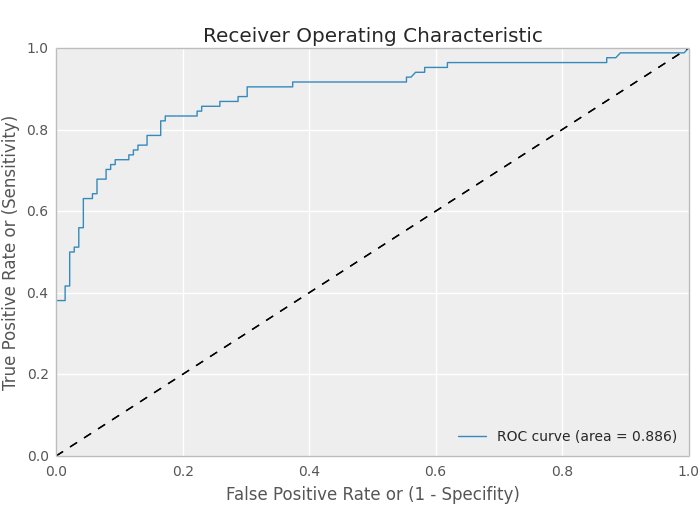 Receiver Operating Characteristic
True Positive Rate or (Sensitivity)
1.0
0.8
0.6
0.4
0.2
0.0
ROC curve (area = 0.886)
0.0 0.2 0.4 0.6 0.8 1.0
False Positive Rate or (1 - Specifity)